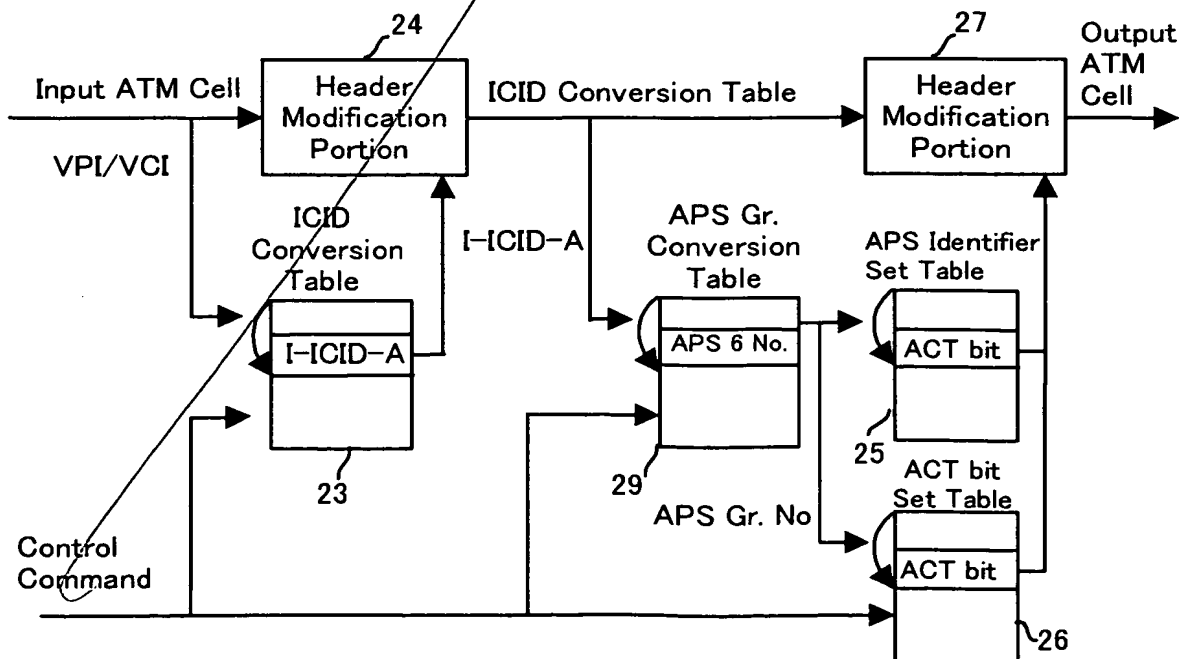 24
27
Output
ATM
Cell
Input ATM Cell
Header
Modification
Portion
ICID Conversion Table
Header
Modification
Portion
VPI/VCI
ICID
Conversion
Table
I-ICID-A
APS Gr.
Conversion
Table
APS Identifier
Set Table
I-ICID-A
APS 6 No.
ACT bit
23
29
25
APS Gr. No
ACT bit
Set Table
Control
Command
ACT bit
26